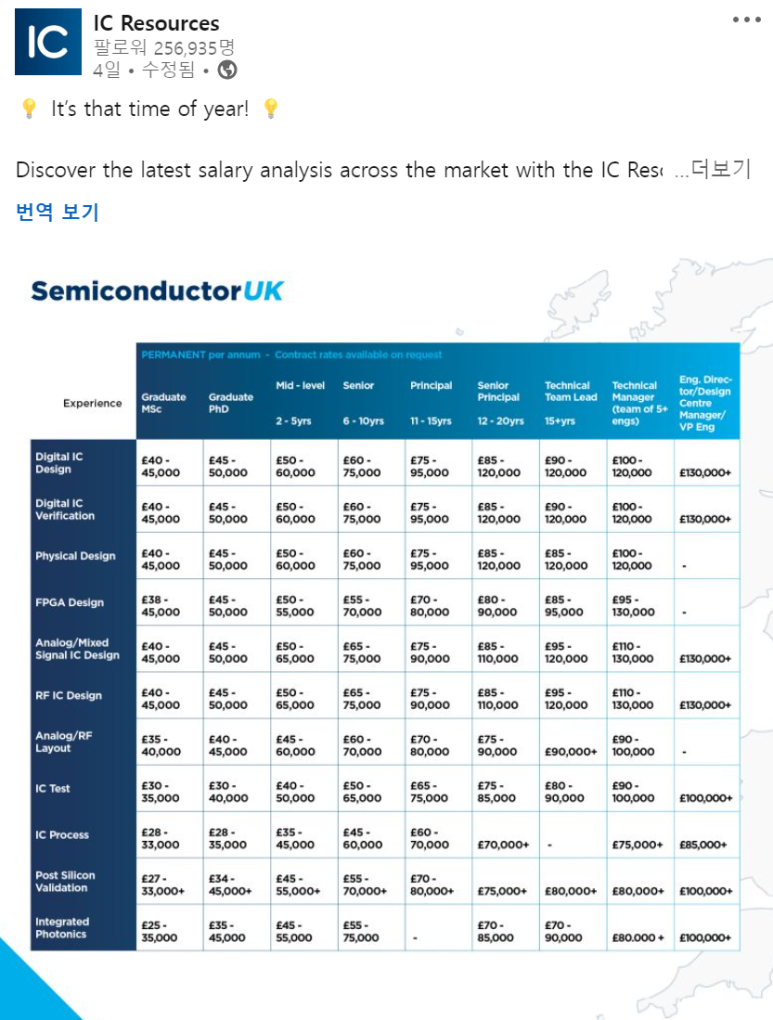 IC
IC Resources
팔로워 256,935명
4일 • 수정됨 •
💡 It's that time of year! 💡
Discover the latest salary analysis across the market with the IC Res ...더보기
번역 보기
SemiconductorUK
PERMANENT per annum - Contract rates available on request
Experience
Graduate MSc
Graduate PhD
Mid - level 2 - 5yrs
Senior 6 - 10yrs
Principal 11 - 15yrs
Senior Principal 12 - 20yrs
Technical Team Lead 15+yrs
Technical Manager (team of 5+ engs)
Eng. Direc-tor/Design Centre Manager/ VP Eng
Digital IC Design £40 - 45,000 £45 - 50,000 £50 - 60,000 £60 - 75,000 £75 - 95,000 £85 - 120,000 £90 - 120,000 £100 - 120,000 £130,000+
Digital IC Verification £40 - 45,000 £45 - 50,000 £50 - 60,000 £60 - 75,000 £75 - 95,000 £85 - 120,000 £90 - 120,000 £100 - 120,000 £130,000+
Physical Design £40 - 45,000 £45 - 50,000 £50 - 60,000 £60 - 75,000 £75 - 95,000 £85 - 120,000 £85 - 120,000 £100 - 120,000 -
FPGA Design £38 - 45,000 £45 - 50,000 £50 - 55,000 £55 - 70,000 £70 - 80,000 £80 - 90,000 £85 - 95,000 £95 - 130,000 -
Analog/Mixed Signal IC Design £40 - 45,000 £45 - 50,000 £50 - 65,000 £65 - 75,000 £75 - 90,000 £85 - 110,000 £95 - 120,000 £110 - 130,000 £130,000+
RF IC Design £40 - 45,000 £45 - 50,000 £50 - 65,000 £65 - 75,000 £75 - 90,000 £85 - 110,000 £95 - 120,000 £110 - 130,000 £130,000+
Analog/RF Layout £35 - 40,000 £40 - 45,000 £45 - 60,000 £60 - 70,000 £70 - 80,000 £75 - 90,000 £90,000+ £90 - 100,000 -
IC Test £30 - 35,000 £30 - 40,000 £40 - 50,000 £50 - 65,000 £65 - 75,000 £75 - 85,000 £80 - 90,000 £90 - 100,000 £100,000+
IC Process £28 - 33,000 £28 - 35,000 £35 - 45,000 £45 - 60,000 £60 - 70,000 £70,000+ - £75,000+ £85,000+
Post Silicon Validation £27 - 33,000+ £34 - 45,000+ £45 - 55,000+ £55 - 70,000+ £70 - 80,000+ £75,000+ £80,000+ £80,000+ £100,000+
Integrated Photonics £25 - 35,000 £35 - 45,000 £45 - 55,000 £55 - 75,000 - £70 - 85,000 £70 - 90,000 £80.000 + £100,000+